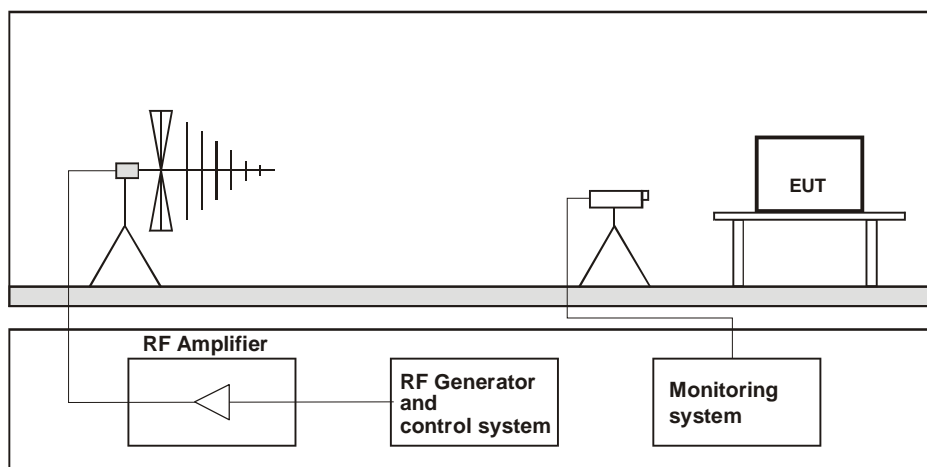 EUT
RF Amplifier
RF Generator
and
control system
Monitoring
system